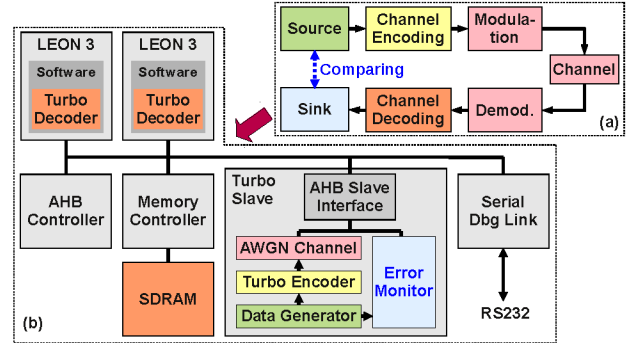 LEON 3
Software
Turbo
Decoder
LEON 3
Software
Turbo
Decoder
Source
Channel
Encoding
Modula-
tion
Channel
Comparing
Sink
Channel
Decoding
Demod.
(a)
AHB
Controller
Memory
Controller
SDRAM
Turbo
Slave
AHB Slave
Interface
AWGN Channel
Turbo Encoder
Data Generator
Error
Monitor
Serial
Dbg Link
RS232
(b)